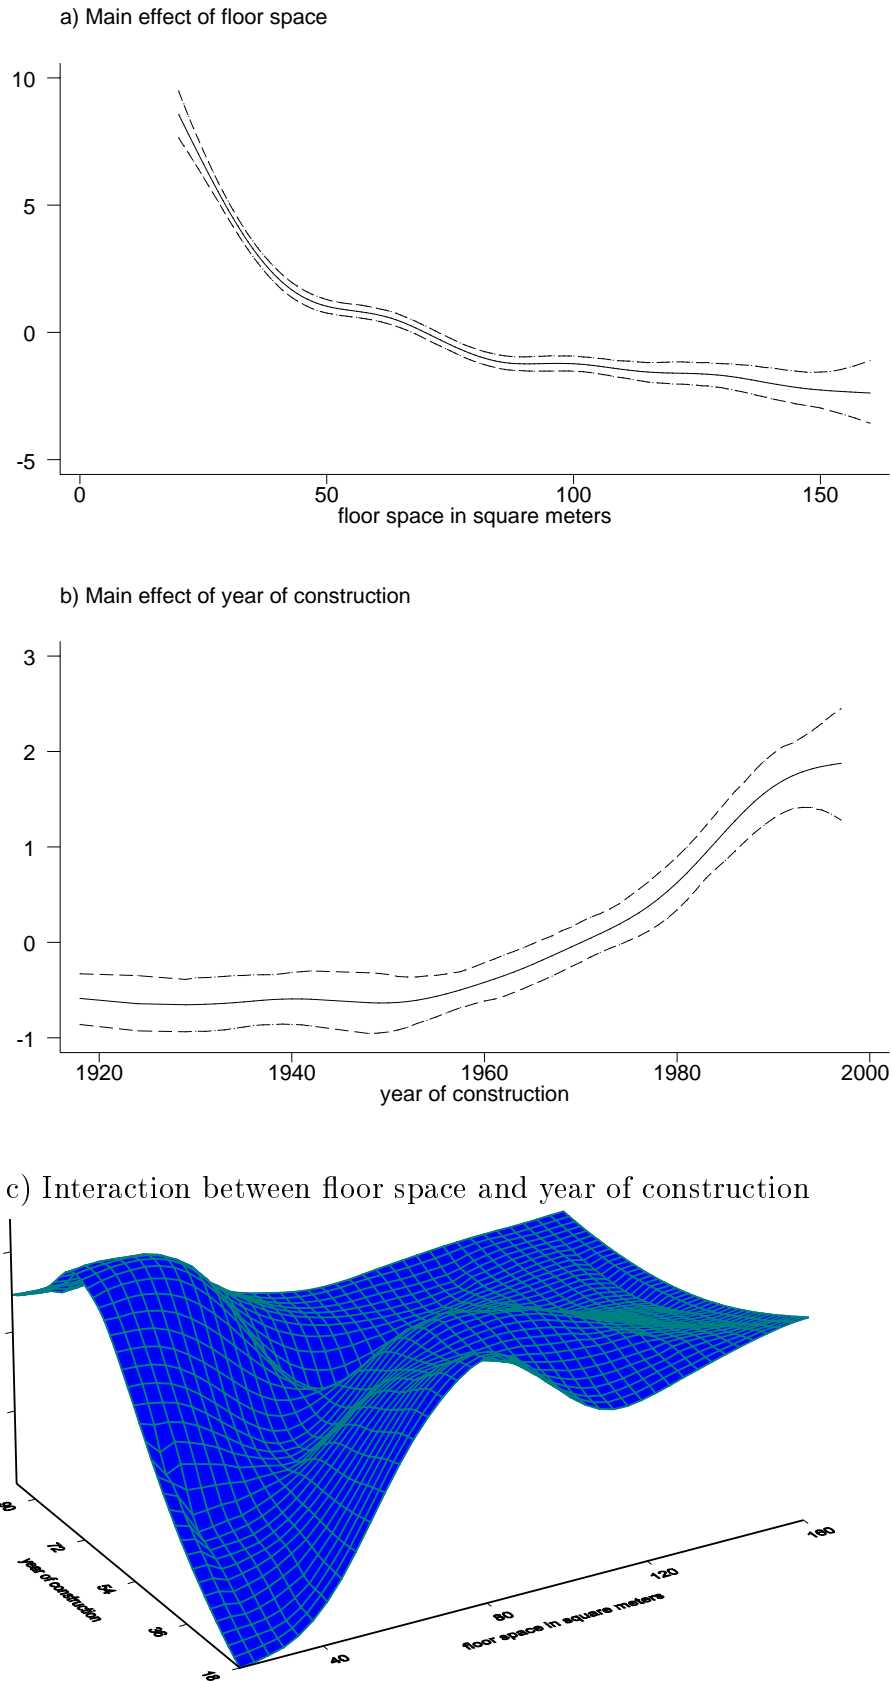 a) Main effect of floor space
10
5
0
-5
0 50 100 150
floor space in square meters
b) Main effect of year of construction
3
2
1
0
-1
1920 1940 1960 1980 2000
year of construction
c) Interaction between floor space and year of construction
90
72
54
36
18
year of construction
40
80
120
160
floor space in square meters